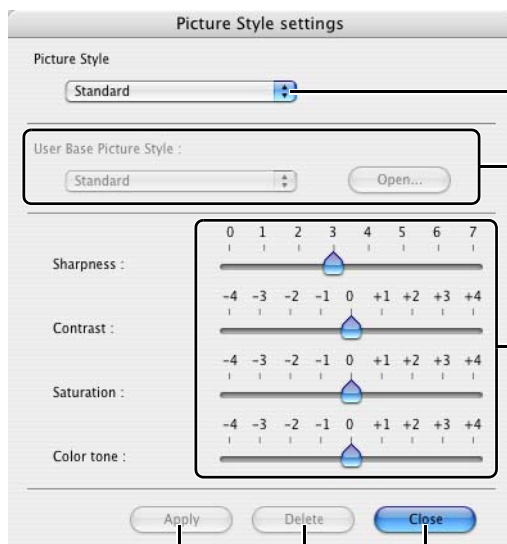 Picture Style settings
Picture Style
Standard
User Base Picture Style :
Standard
Open...
0 1 2 3 4 5 6 7
Sharpness :
-4 -3 -2 -1 0 +1 +2 +3 +4
Contrast :
-4 -3 -2 -1 0 +1 +2 +3 +4
Saturation :
-4 -3 -2 -1 0 +1 +2 +3 +4
Color tone :
Apply Delete Close